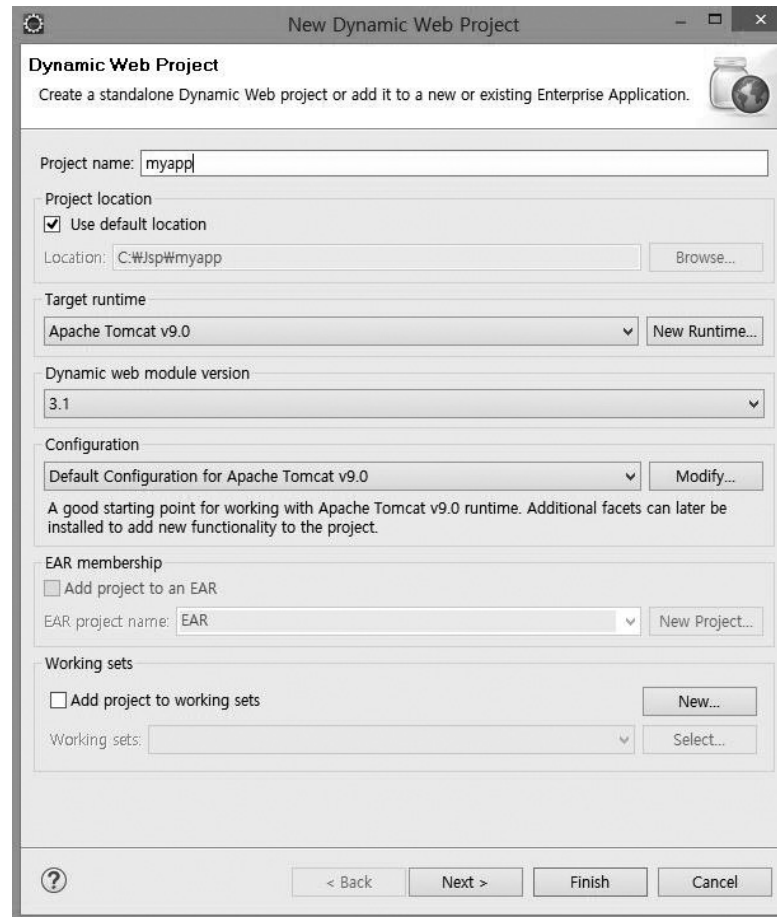 New Dynamic Web Project
Dynamic Web Project
Create a standalone Dynamic Web project or add it to a new or existing Enterprise Application.
Project name: myapp
Project location
Use default location
Location: C:₩Jsp₩myapp Browse...
Target runtime
Apache Tomcat v9.0 New Runtime...
Dynamic web module version
3.1
Configuration
Default Configuration for Apache Tomcat v9.0 Modify...
A good starting point for working with Apache Tomcat v9.0 runtime. Additional facets can later be
installed to add new functionality to the project.
EAR membership
Add project to an EAR
EAR project name: EAR New Project...
Working sets
Add project to working sets New...
Working sets: Select...
? < Back Next > Finish Cancel